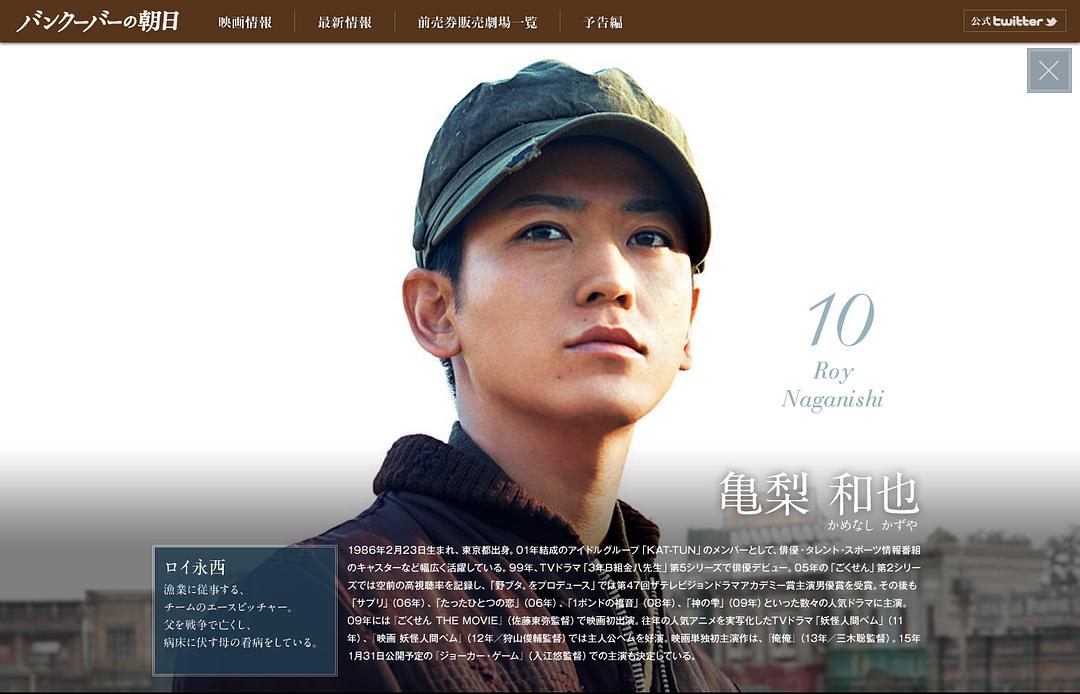 バンクーバーの朝日
映画情報
最新情報
前売券販売劇場一覧
予告編
公式twitter
10
Roy
Naganishi
亀梨 和也
かめなし かずや
ロイ永西
漁業に従事する、
チームのエースピッチャー。
父を戦争で亡くし、
病床に伏す母の看病をしている。
1986年2月23日生まれ、東京都出身。01年結成のアイドルグループ「KAT-TUN」のメンバーとして、俳優・タレント・スポーツ情報番組
のキャスターなど幅広く活躍している。99年、TVドラマ「3年B組金八先生」第5シリーズで俳優デビュー。05年の「ごくせん」第2シリー
ズでは空前の高視聴率を記録し、「野ブタ。をプロデュース」では第47回ザテレビジョンドラマアカデミー賞主演男優賞を受賞。その後も
「サプリ」（06年）、「たったひとつの恋」（06年）、「1ポンドの福音」（08年）、「神の雫」（09年）といった数々の人気ドラマに主演。
09年には『ごくせん THE MOVIE』（佐藤東弥監督）で映画初出演。往年の人気アニメを実写化したTVドラマ「妖怪人間ベム」（11
年）、『映画 妖怪人間ベム』（12年／狩山俊輔監督）では主人公ベムを好演。映画単独初主演作は、『俺俺』（13年／三木聡監督）。15年
1月31日公開予定の『ジョーカー・ゲーム』（入江悠監督）での主演も決定している。